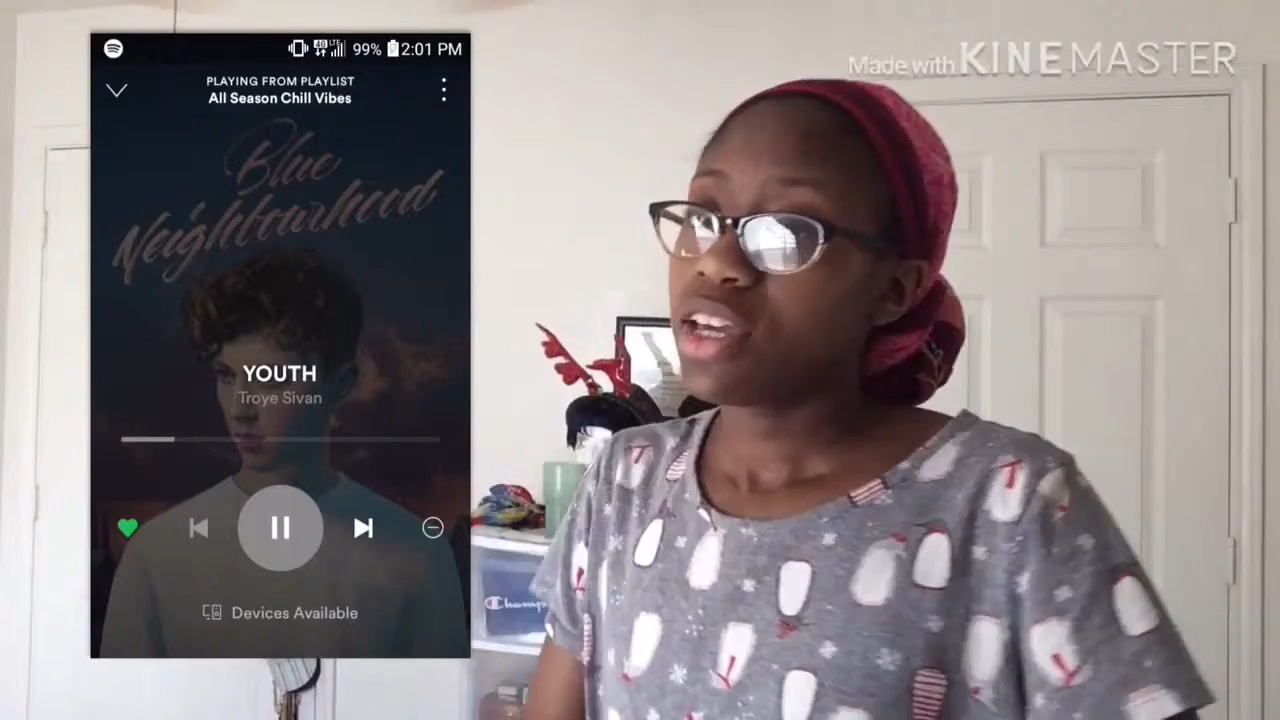 99% 2:01 PM
PLAYING FROM PLAYLIST
All Season Chill Vibes
Blue
Neighbourhood
YOUTH
Troye Sivan
Devices Available
Made with KINEMASTER
Champ